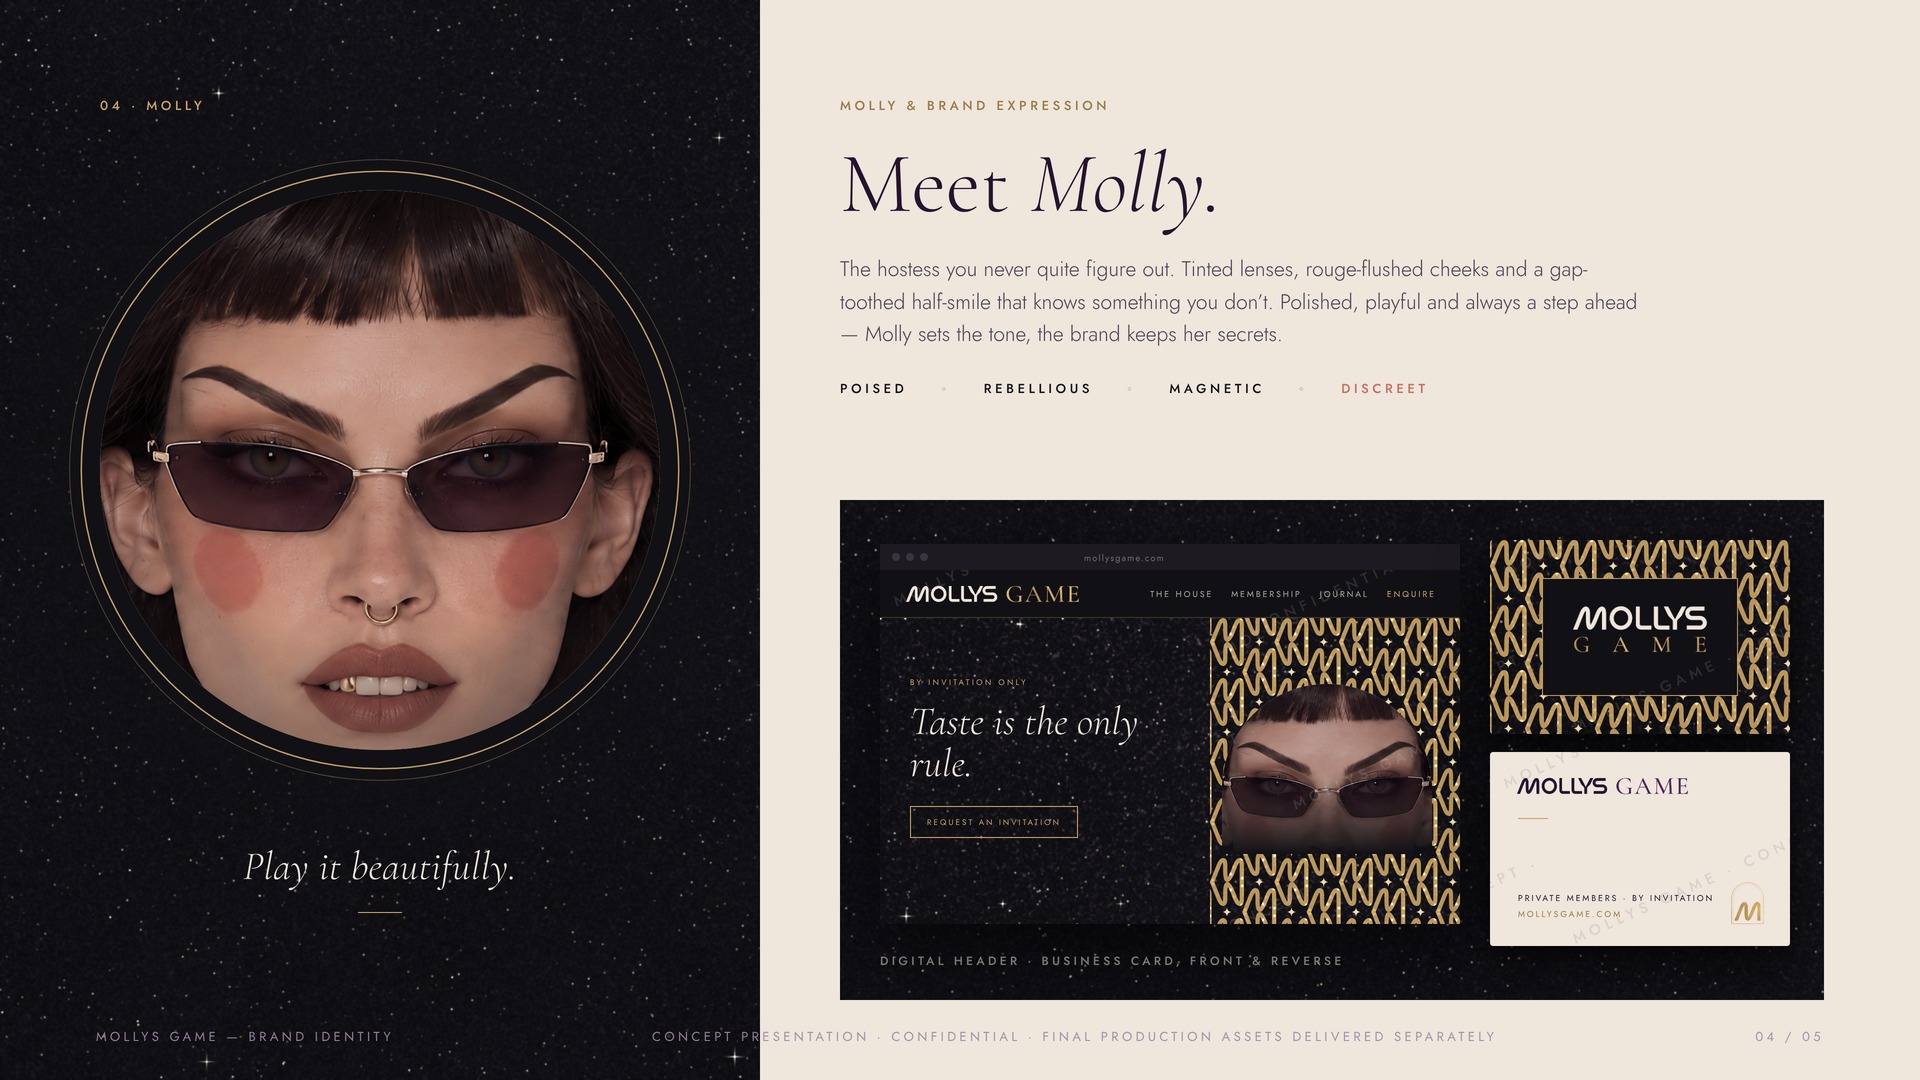 04 · MOLLY
Play it beautifully.
MOLLY & BRAND EXPRESSION
Meet Molly.
The hostess you never quite figure out. Tinted lenses, rouge-flushed cheeks and a gap-
toothed half-smile that knows something you don’t. Polished, playful and always a step ahead
— Molly sets the tone, the brand keeps her secrets.
POISED • REBELLIOUS • MAGNETIC • DISCREET
mollysgame.com
MOLLYS GAME
THE HOUSE MEMBERSHIP JOURNAL ENQUIRE
BY INVITATION ONLY
Taste is the only
rule.
REQUEST AN INVITATION
MOLLYS
GAME
MOLLYS GAME
PRIVATE MEMBERS · BY INVITATION
MOLLYSGAME.COM
M
DIGITAL HEADER · BUSINESS CARD, FRONT & REVERSE
MOLLYS GAME — BRAND IDENTITY
CONCEPT PRESENTATION · CONFIDENTIAL · FINAL PRODUCTION ASSETS DELIVERED SEPARATELY
04 / 05